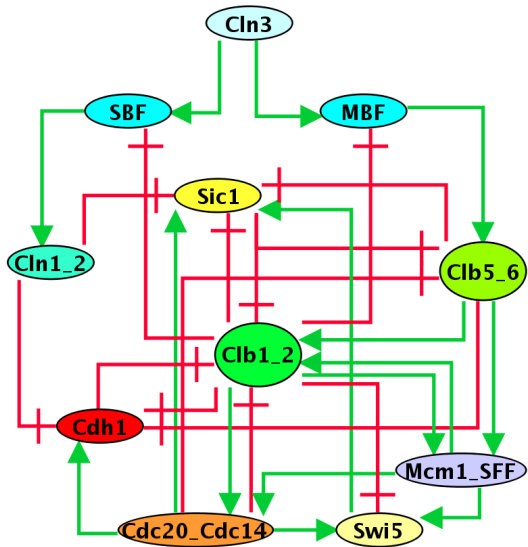 Cln3
SBF
MBF
Sic1
Cln1_2
Clb5_6
Clb1_2
Cdh1
Mcm1_SFF
Cdc20_Cdc14
Swi5